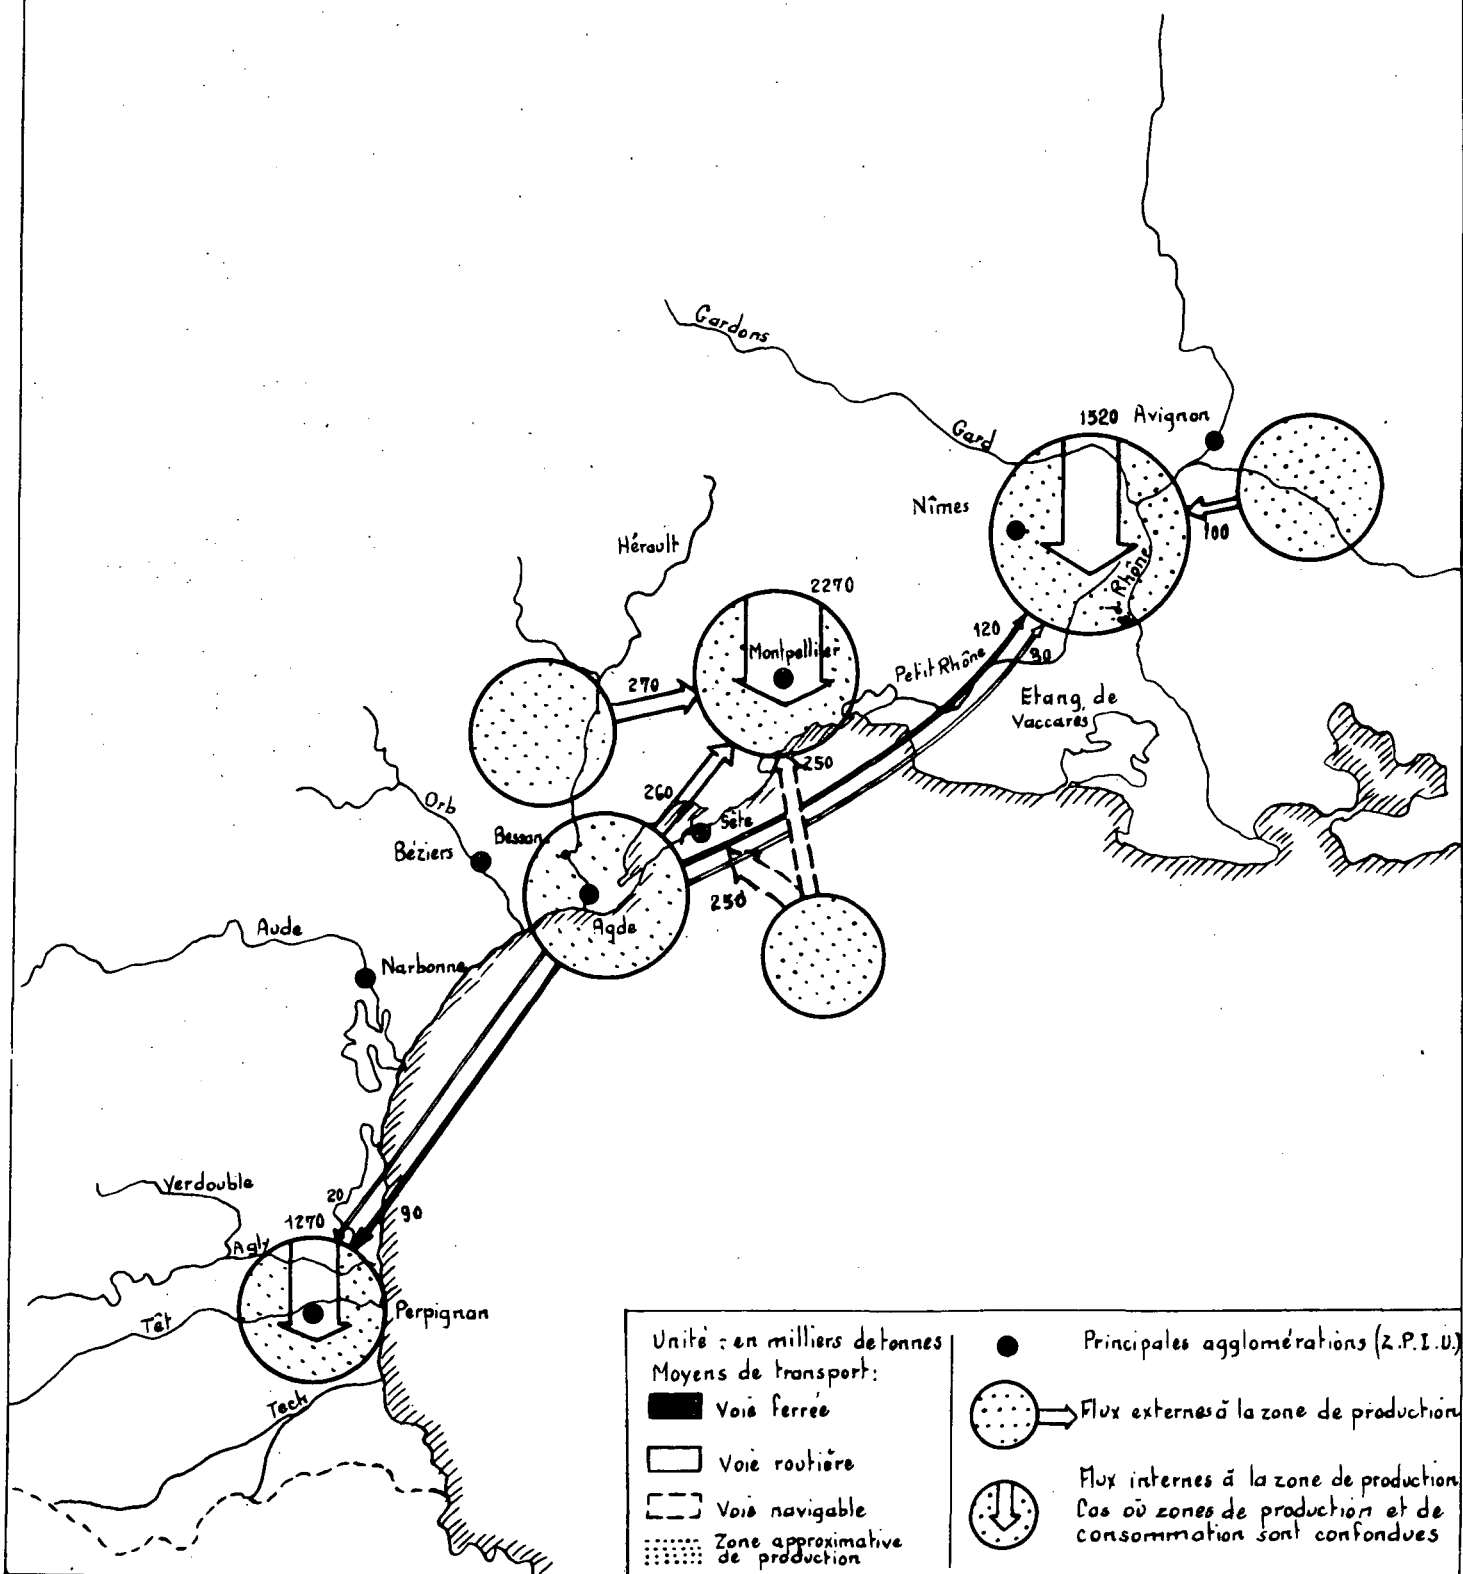 Gardons
Gard
1520
Avignon
Nîmes
100
Rhône
Hérault
2270
Montpellier
270
120
90
Petit Rhône
Etang de
Vaccarès
250
260
Orb
Bessan
Sète
Béziers
250
Agde
Aude
Narbonne
Verdouble
20
1270
90
Agly
Perpignan
Têt
Tech
Unité : en milliers de tonnes
Moyens de transport :
Voie ferrée
Voie routière
Voie navigable
Zone approximative
de production
Principales agglomérations (Z.P.I.U.)
Flux externes à la zone de production
Flux internes à la zone de production
Cas où zones de production et de
consommation sont confondues